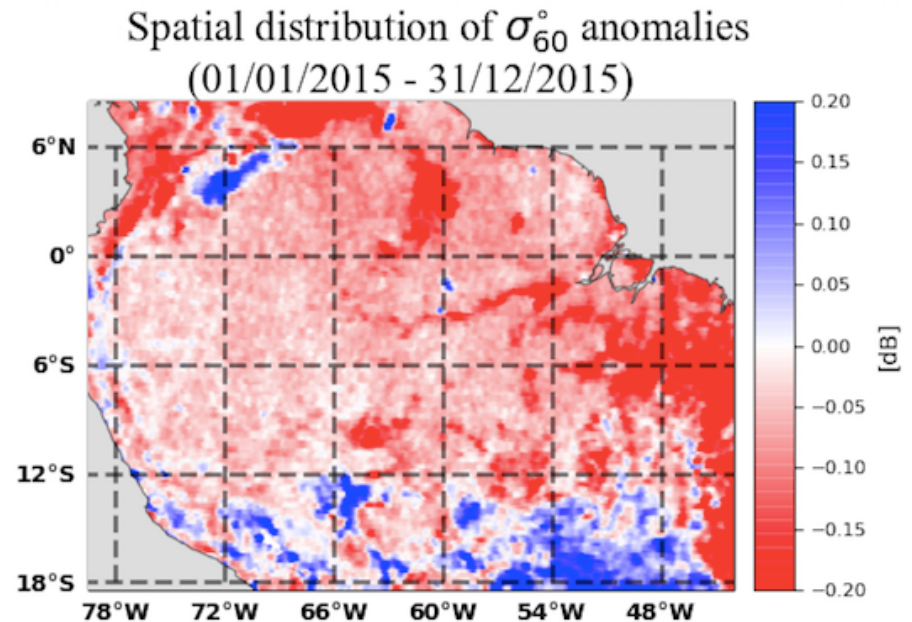 Spatial distribution of σ°60 anomalies
(01/01/2015 - 31/12/2015)
0.20
6°N
0.15
0.10
0°
0.05
0.00
[dB]
6°S
−0.05
−0.10
12°S
−0.15
18°S
−0.20
78°W 72°W 66°W 60°W 54°W 48°W